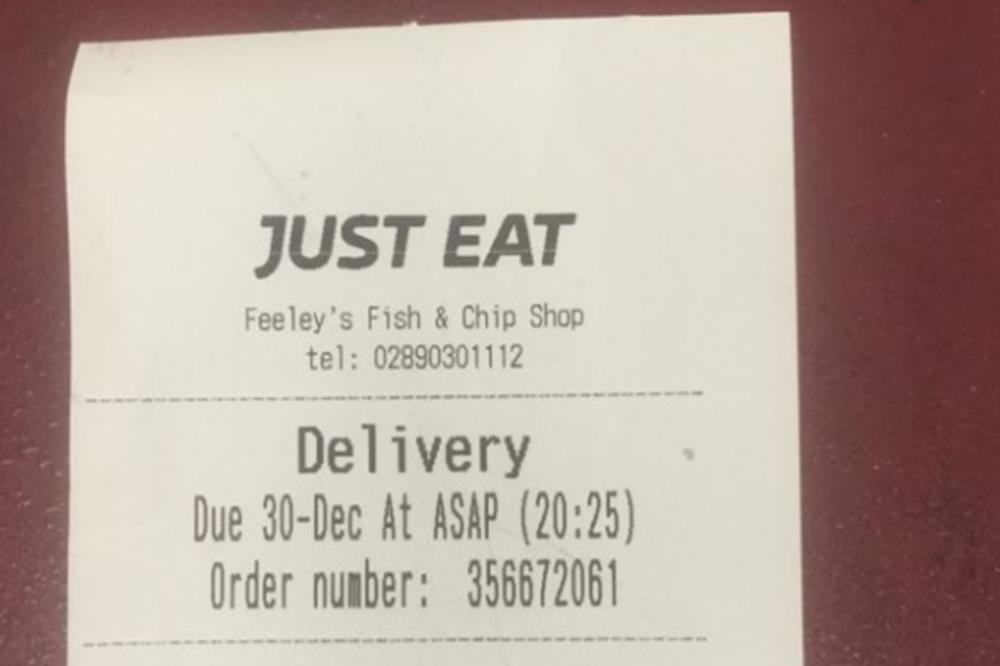 JUST EAT
Feeley's Fish & Chip Shop
tel: 02890301112
Delivery
Due 30-Dec At ASAP (20:25)
Order number: 356672061